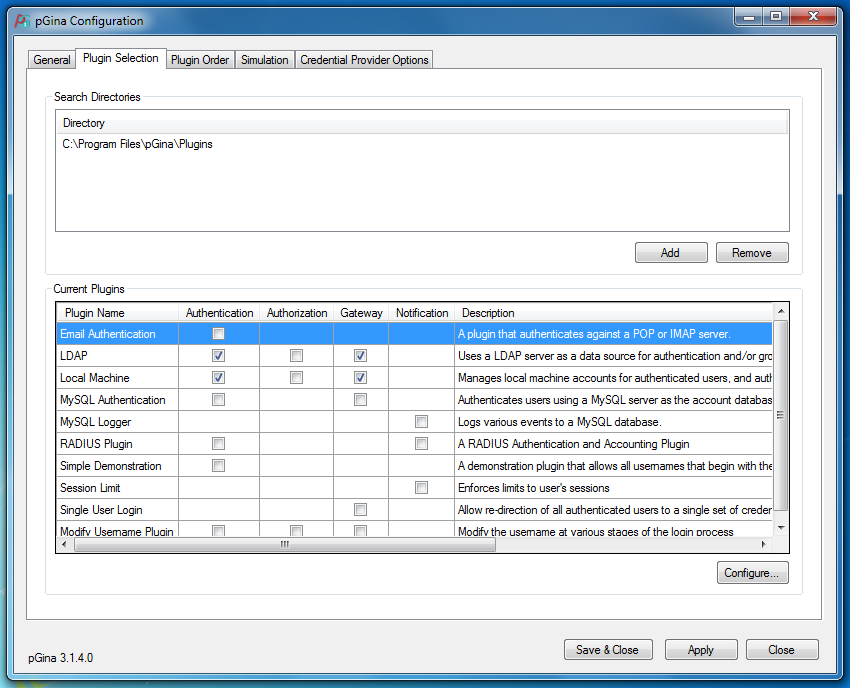 pGina Configuration
General Plugin Selection Plugin Order Simulation Credential Provider Options
Search Directories
Directory
C:\Program Files\pGina\Plugins
Add Remove
Current Plugins
Plugin Name Authentication Authorization Gateway Notification Description
Email Authentication A plugin that authenticates against a POP or IMAP server.
LDAP Uses a LDAP server as a data source for authentication and/or gro
Local Machine Manages local machine accounts for authenticated users, and auth
MySQL Authentication Authenticates users using a MySQL server as the account databas
MySQL Logger Logs various events to a MySQL database.
RADIUS Plugin A RADIUS Authentication and Accounting Plugin
Simple Demonstration A demonstration plugin that allows all usernames that begin with the
Session Limit Enforces limits to user's sessions
Single User Login Allow re-direction of all authenticated users to a single set of creder
Modify Username Plugin Modify the username at various stages of the login process
Configure...
pGina 3.1.4.0 Save & Close Apply Close